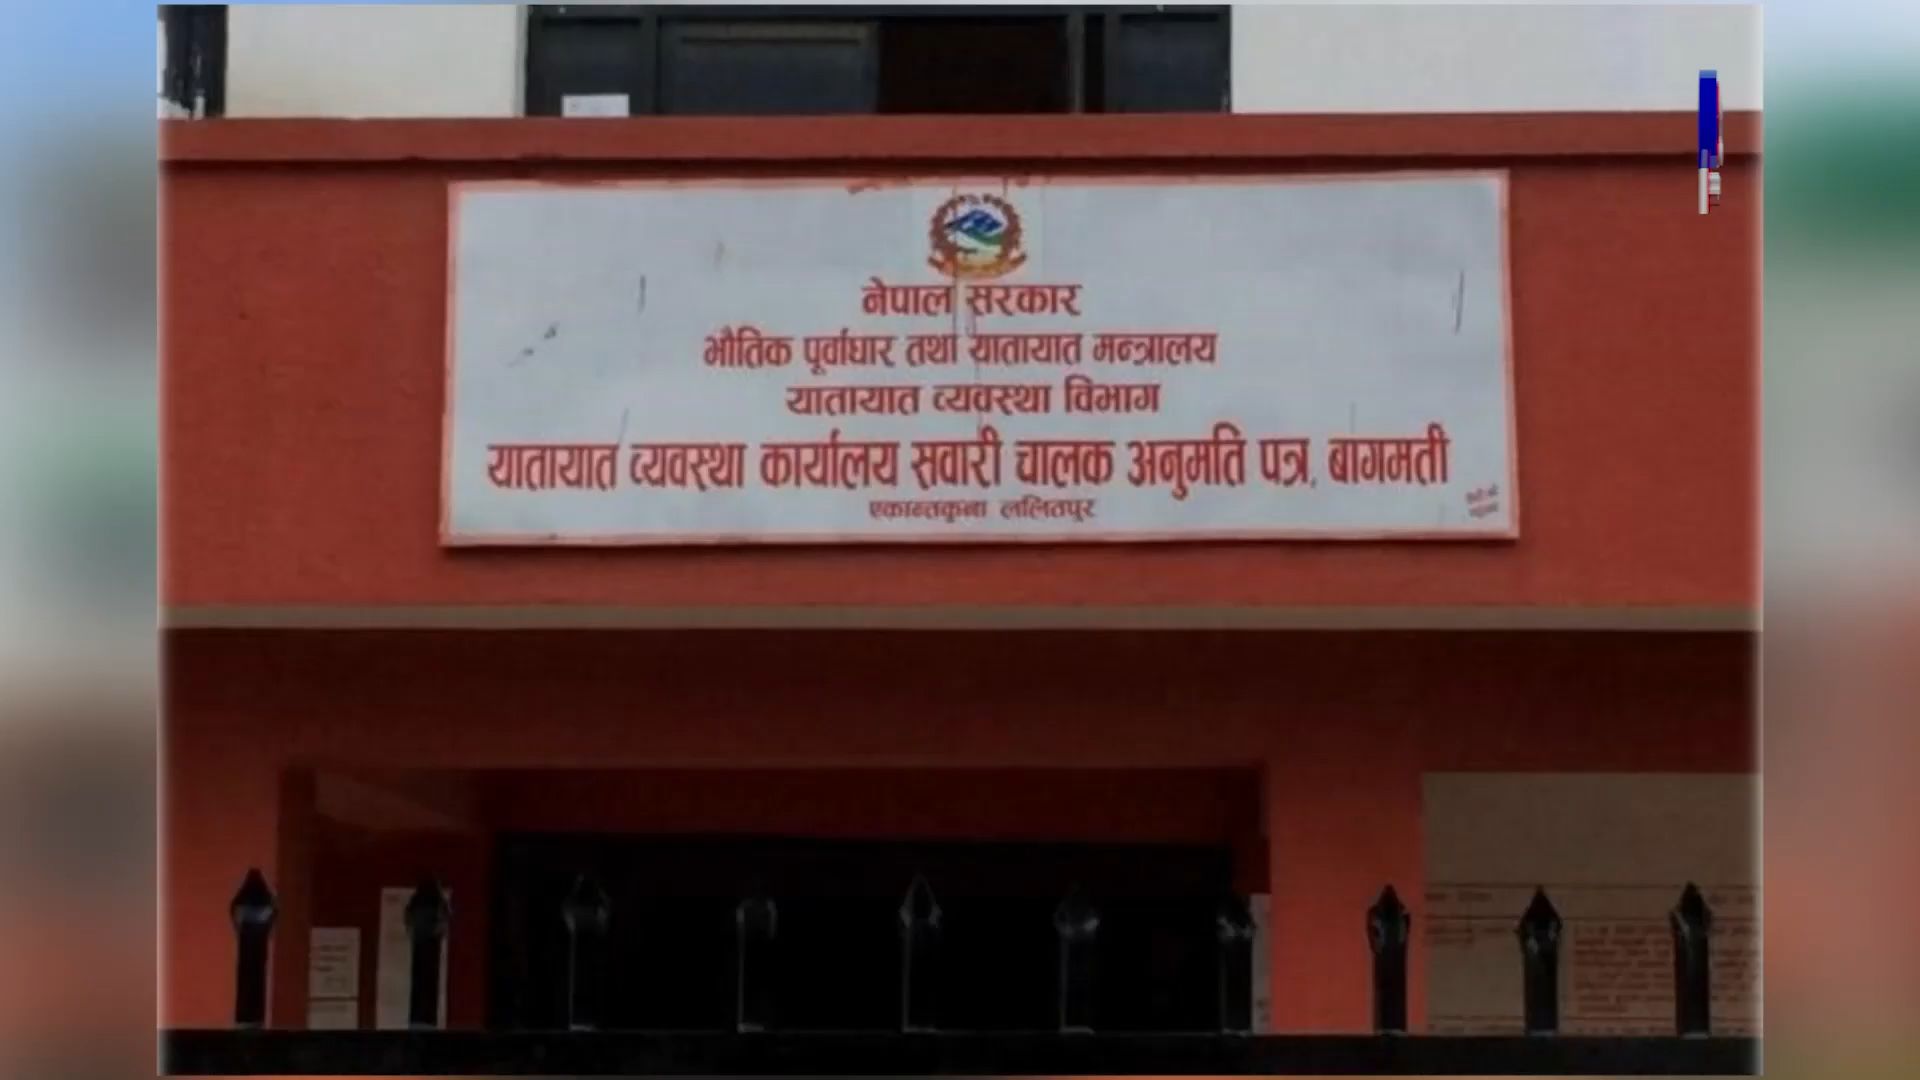 नेपाल सरकार
भौतिक पूर्वाधार तथा यातायात मन्त्रालय
यातायात व्यवस्था विभाग
यातायात व्यवस्था कार्यालय सवारी चालक अनुमति पत्र, बागमती
एकान्तकुना ललितपुर